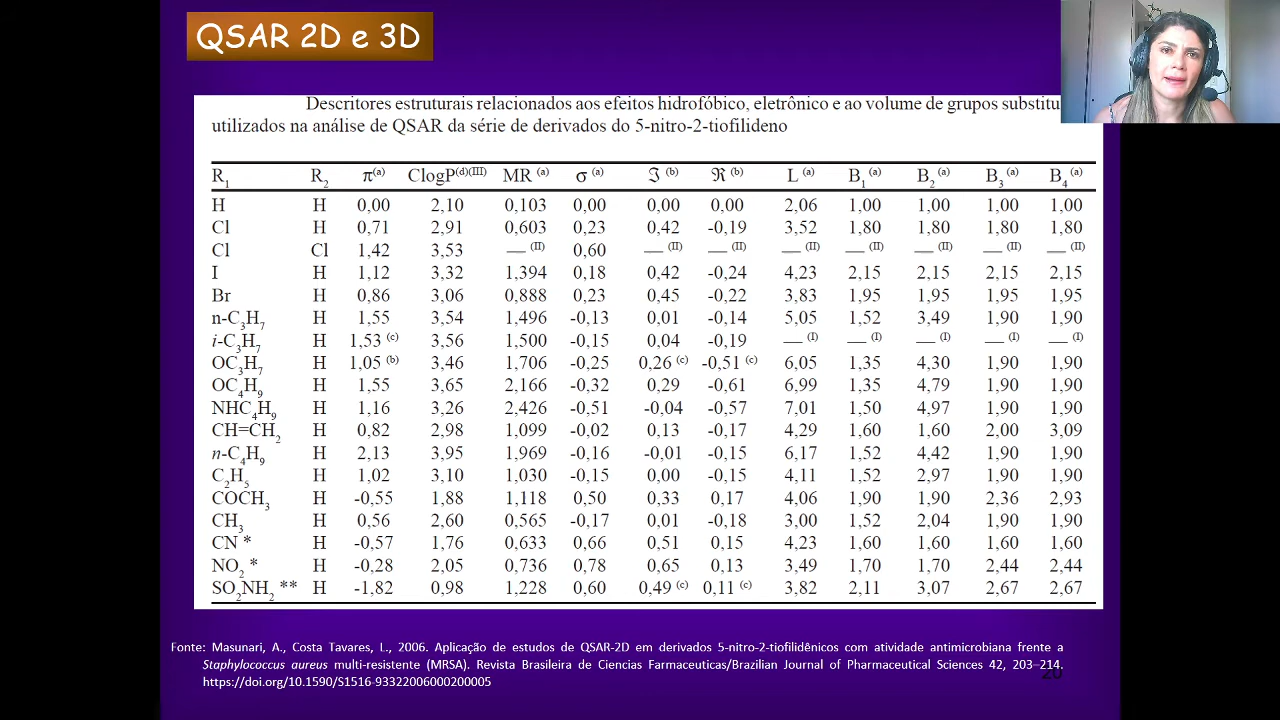 QSAR 2D e 3D
Descritores estruturais relacionados aos efeitos hidrofóbico, eletrônico e ao volume de grupos substitu
utilizados na análise de QSAR da série de derivados do 5-nitro-2-tiofilideno
R1 R2 π(a) ClogP(d)(III) MR (a) σ (a) ℑ (b) ℜ (b) L (a) B1 (a) B2 (a) B3 (a) B4 (a)
H H 0,00 2,10 0,103 0,00 0,00 0,00 2,06 1,00 1,00 1,00 1,00
Cl H 0,71 2,91 0,603 0,23 0,42 -0,19 3,52 1,80 1,80 1,80 1,80
Cl Cl 1,42 3,53 — (II) 0,60 — (II) — (II) — (II) — (II) — (II) — (II) — (II)
I H 1,12 3,32 1,394 0,18 0,42 -0,24 4,23 2,15 2,15 2,15 2,15
Br H 0,86 3,06 0,888 0,23 0,45 -0,22 3,83 1,95 1,95 1,95 1,95
n-C3H7 H 1,55 3,54 1,496 -0,13 0,01 -0,14 5,05 1,52 3,49 1,90 1,90
i-C3H7 H 1,53 (c) 3,56 1,500 -0,15 0,04 -0,19 — (I) — (I) — (I) — (I) — (I)
OC3H7 H 1,05 (b) 3,46 1,706 -0,25 0,26 (c) -0,51 (c) 6,05 1,35 4,30 1,90 1,90
OC4H9 H 1,55 3,65 2,166 -0,32 0,29 -0,61 6,99 1,35 4,79 1,90 1,90
NHC4H9 H 1,16 3,26 2,426 -0,51 -0,04 -0,57 7,01 1,50 4,97 1,90 1,90
CH=CH2 H 0,82 2,98 1,099 -0,02 0,13 -0,17 4,29 1,60 1,60 2,00 3,09
n-C4H9 H 2,13 3,95 1,969 -0,16 -0,01 -0,15 6,17 1,52 4,42 1,90 1,90
C2H5 H 1,02 3,10 1,030 -0,15 0,00 -0,15 4,11 1,52 2,97 1,90 1,90
COCH3 H -0,55 1,88 1,118 0,50 0,33 0,17 4,06 1,90 1,90 2,36 2,93
CH3 H 0,56 2,60 0,565 -0,17 0,01 -0,18 3,00 1,52 2,04 1,90 1,90
CN * H -0,57 1,76 0,633 0,66 0,51 0,15 4,23 1,60 1,60 1,60 1,60
NO2 * H -0,28 2,05 0,736 0,78 0,65 0,13 3,49 1,70 1,70 2,44 2,44
SO2NH2 ** H -1,82 0,98 1,228 0,60 0,49 (c) 0,11 (c) 3,82 2,11 3,07 2,67 2,67
Fonte: Masunari, A., Costa Tavares, L., 2006. Aplicação de estudos de QSAR-2D em derivados 5-nitro-2-tiofilidênicos com atividade antimicrobiana frente a
Staphylococcus aureus multi-resistente (MRSA). Revista Brasileira de Ciencias Farmaceuticas/Brazilian Journal of Pharmaceutical Sciences 42, 203–214.
https://doi.org/10.1590/S1516-93322006000200005
20